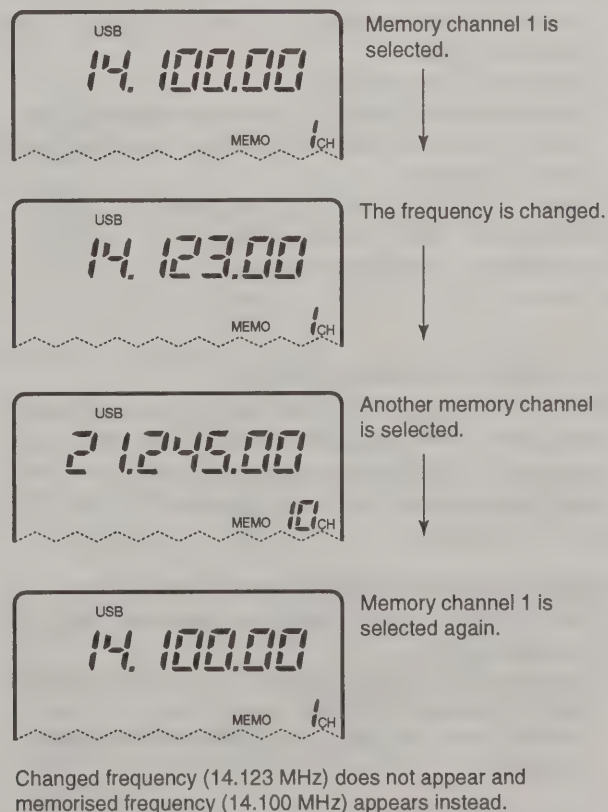 USB
14.100.00
MEMO 1CH
Memory channel 1 is
selected.
USB
14.123.00
MEMO 1CH
The frequency is changed.
USB
21.245.00
MEMO 10CH
Another memory channel
is selected.
USB
14.100.00
MEMO 1CH
Memory channel 1 is
selected again.
Changed frequency (14.123 MHz) does not appear and
memorised frequency (14.100 MHz) appears instead.